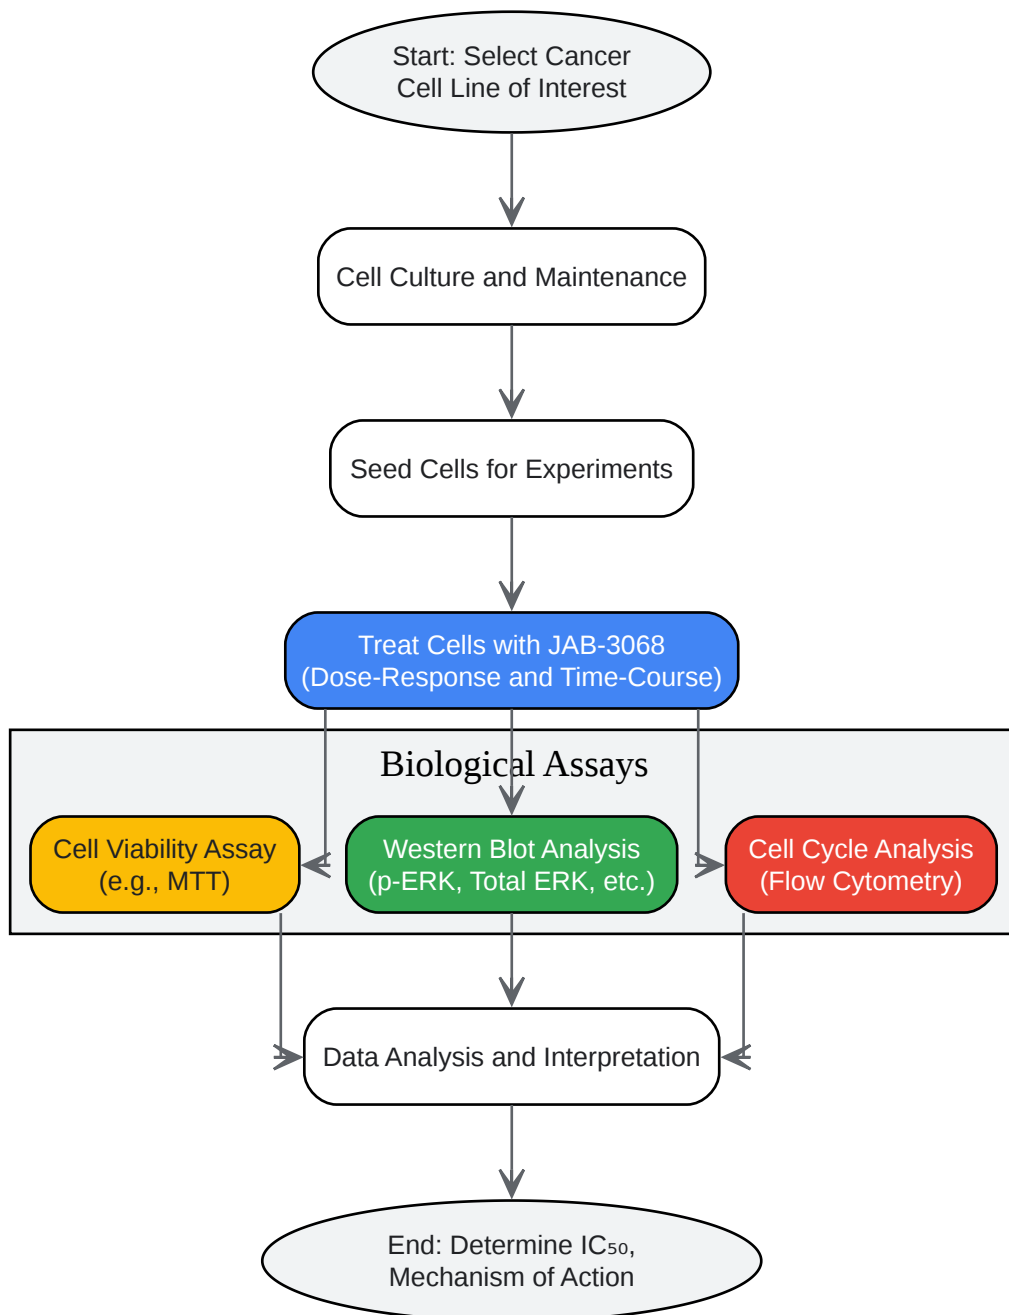 Start: Select Cancer
Cell Line of Interest
Cell Culture and Maintenance
Seed Cells for Experiments
Treat Cells with JAB-3068
(Dose-Response and Time-Course)
Biological Assays
Cell Viability Assay
(e.g., MTT)
Western Blot Analysis
(p-ERK, Total ERK, etc.)
Cell Cycle Analysis
(Flow Cytometry)
Data Analysis and Interpretation
End: Determine IC₅₀,
Mechanism of Action